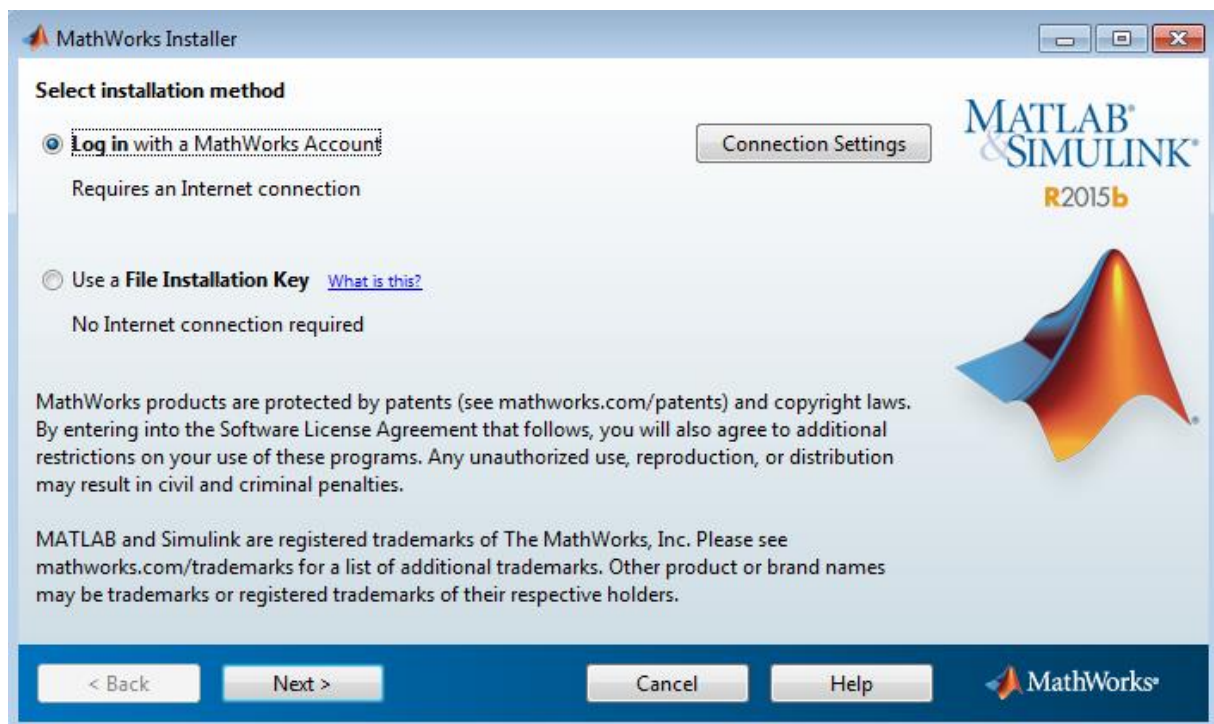 MathWorks Installer
Select installation method
Log in with a MathWorks Account
Connection Settings
Requires an Internet connection
Use a File Installation Key What is this?
No Internet connection required
MathWorks products are protected by patents (see mathworks.com/patents) and copyright laws.
By entering into the Software License Agreement that follows, you will also agree to additional
restrictions on your use of these programs. Any unauthorized use, reproduction, or distribution
may result in civil and criminal penalties.
MATLAB and Simulink are registered trademarks of The MathWorks, Inc. Please see
mathworks.com/trademarks for a list of additional trademarks. Other product or brand names
may be trademarks or registered trademarks of their respective holders.
MATLAB®
&SIMULINK®
R2015b
< Back
Next >
Cancel
Help
MathWorks®